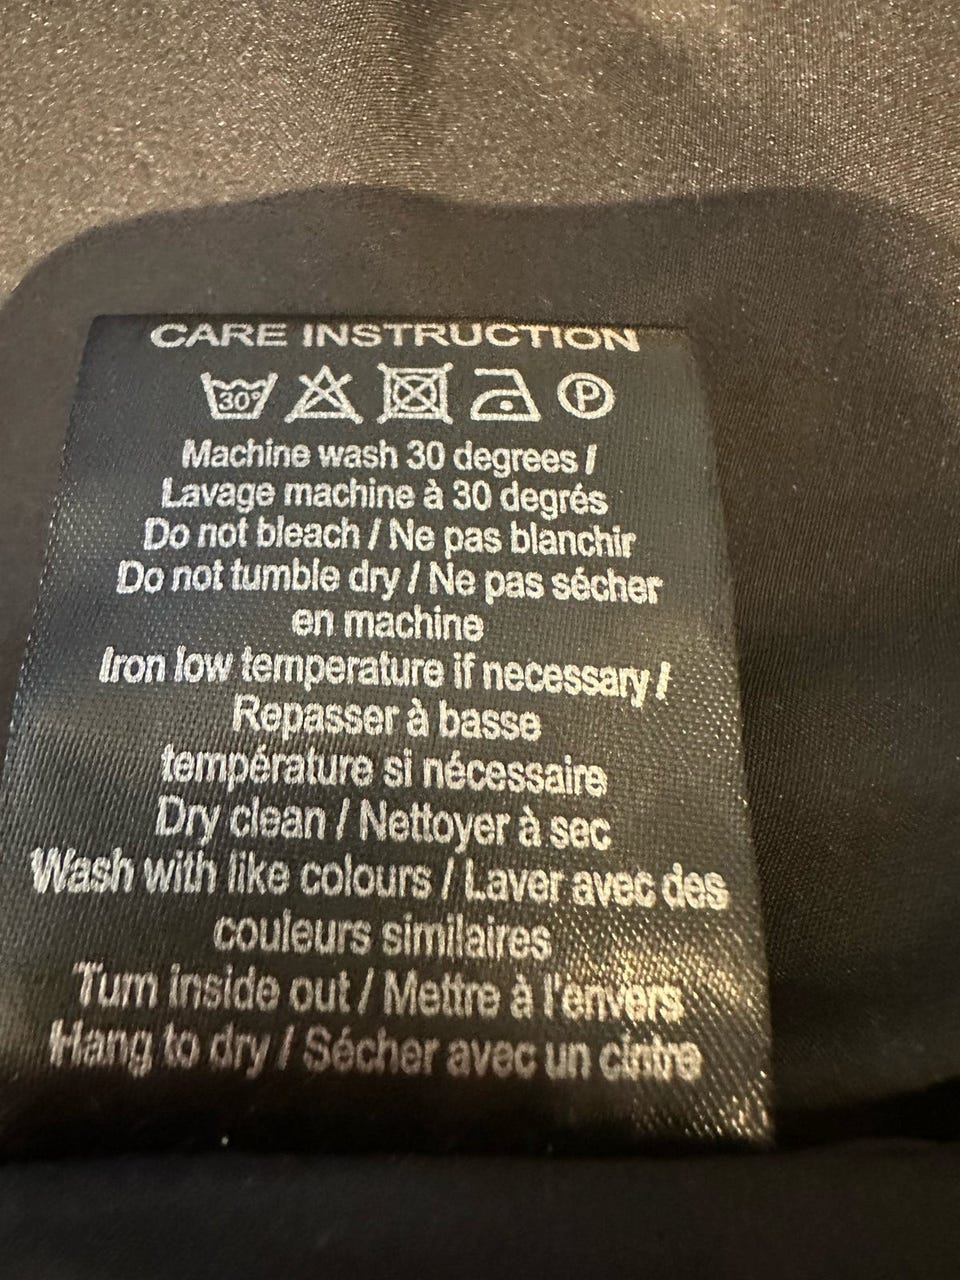 CARE INSTRUCTION
30° P
Machine wash 30 degrees /
Lavage machine à 30 degrés
Do not bleach / Ne pas blanchir
Do not tumble dry / Ne pas sécher
en machine
Iron low temperature if necessary /
Repasser à basse
température si nécessaire
Dry clean / Nettoyer à sec
Wash with like colours / Laver avec des
couleurs similaires
Turn inside out / Mettre à l'envers
Hang to dry / Sécher avec un cintre